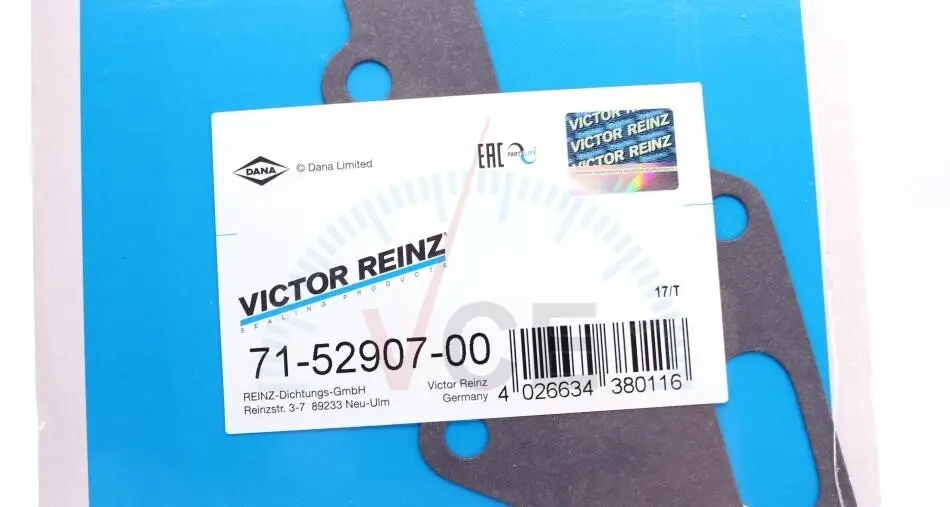 DANA
© Dana Limited
EAC
VICTOR REINZ
VICTOR REINZ
VICTOR REINZ
VICTOR REINZ®
SEALING PRODUCTS
17/T
71-52907-00
REINZ-Dichtungs-GmbH
Reinzstr. 3-7 89233 Neu-Ulm
Victor Reinz
Germany
4 026634 380116
VCF